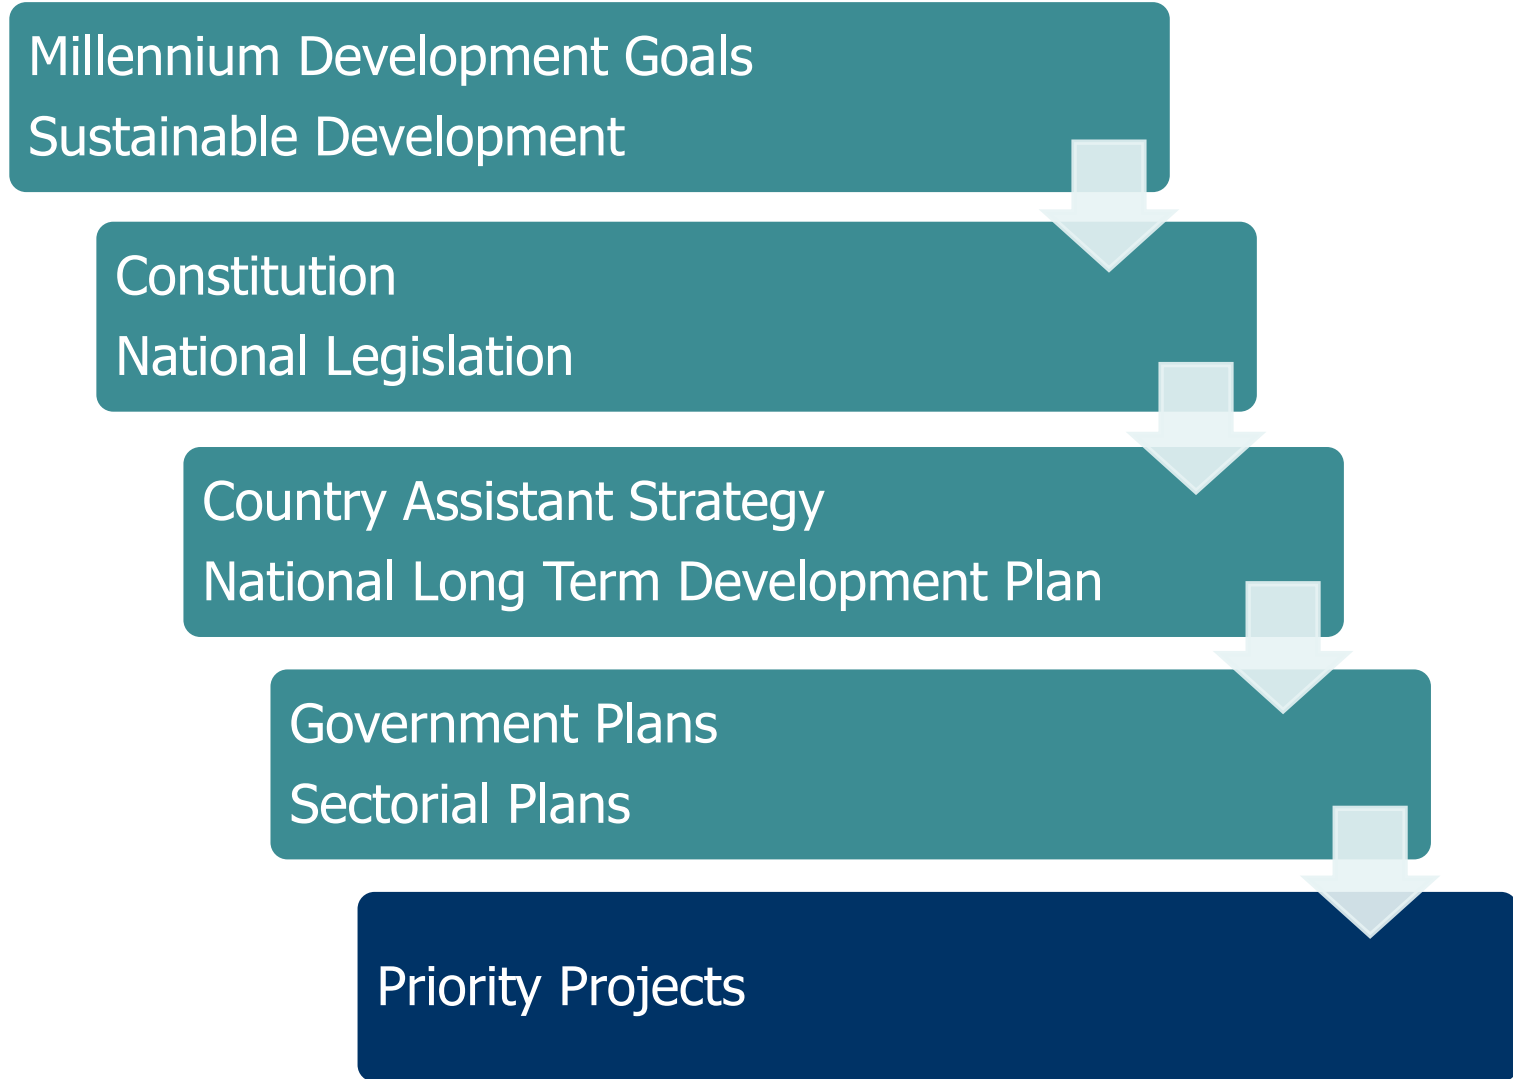 Millennium Development Goals
Sustainable Development
Constitution
National Legislation
Country Assistant Strategy
National Long Term Development Plan
Government Plans
Sectorial Plans
Priority Projects